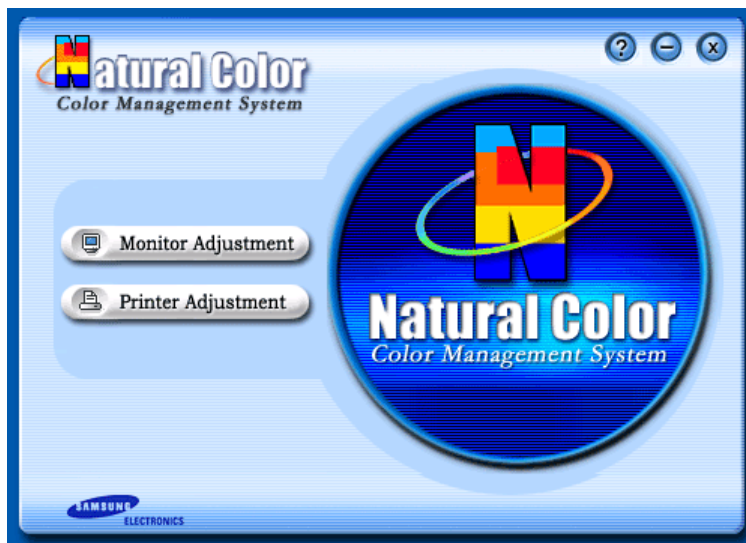 Natural Color
Color Management System
? – x
Monitor Adjustment
Printer Adjustment
N
Natural Color
Color Management System
SAMSUNG
ELECTRONICS